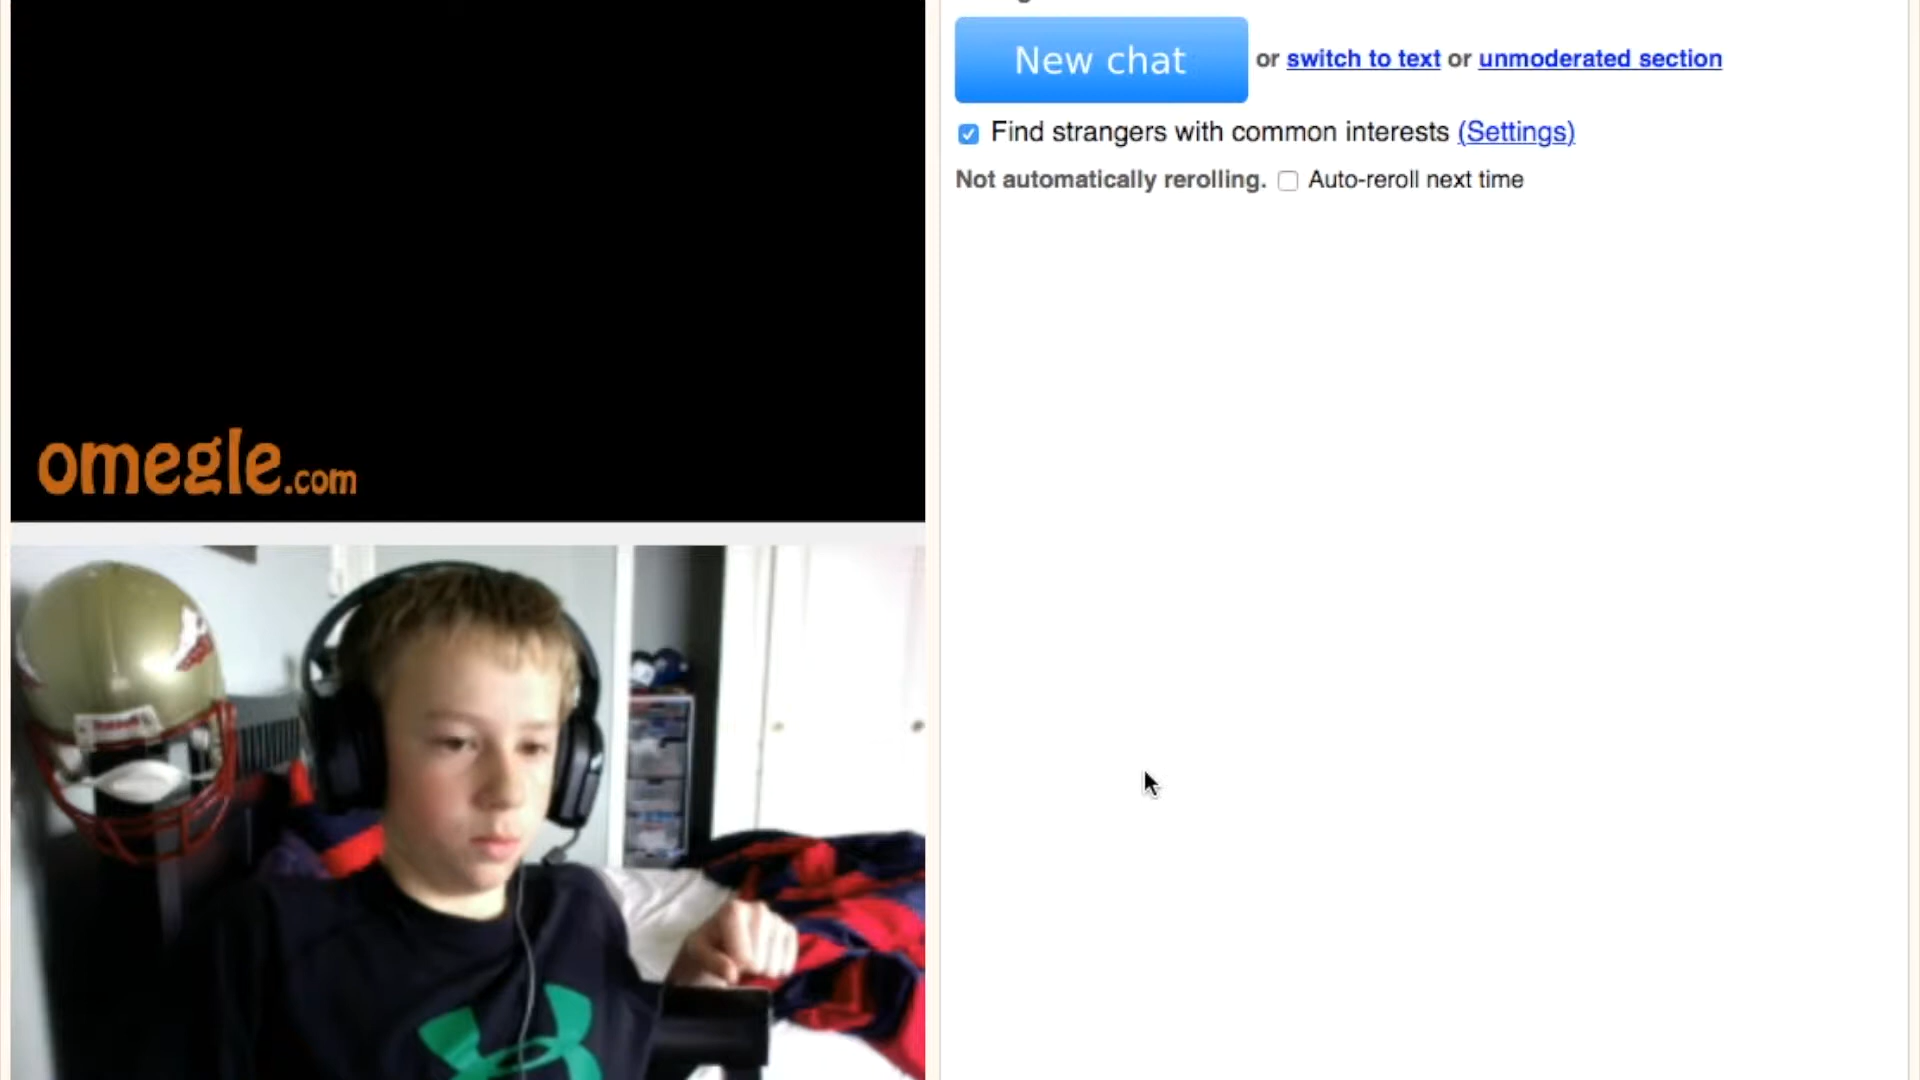 New chat or switch to text or unmoderated section
Find strangers with common interests (Settings)
Not automatically rerolling. Auto-reroll next time
omegle.com